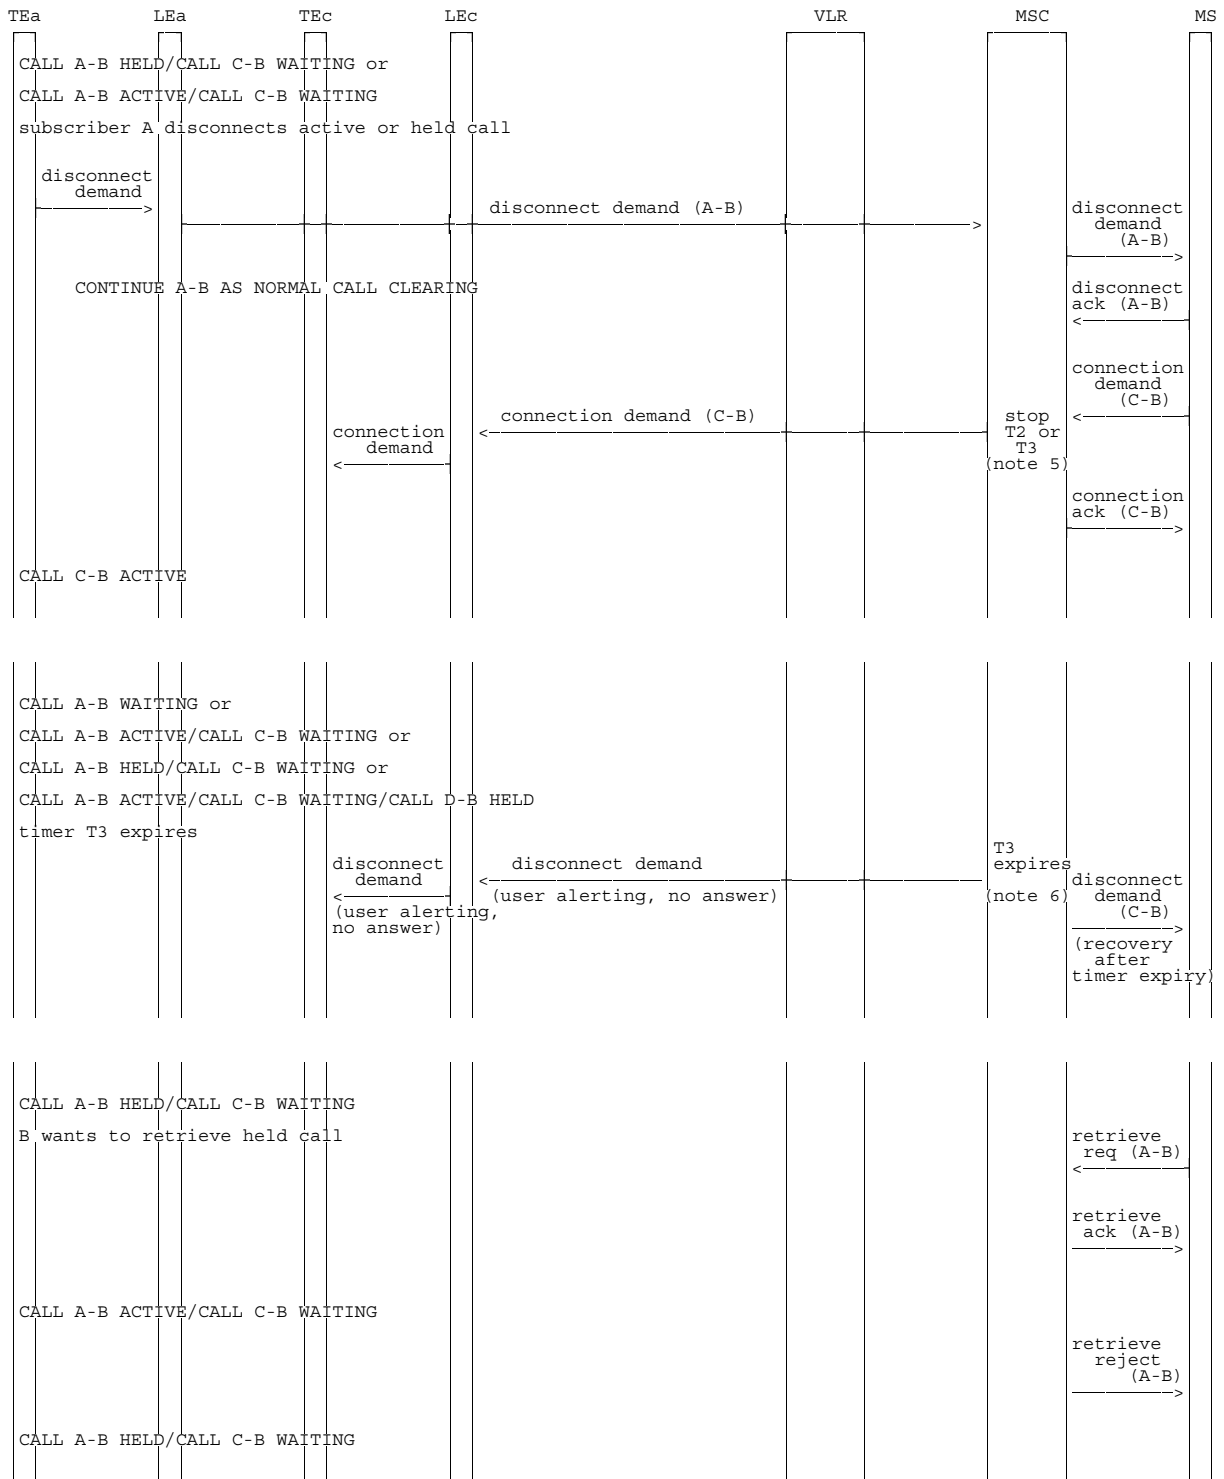 TEa LEa TEc LEc VLR MSC MS
CALL A-B HELD/CALL C-B WAITING or
CALL A-B ACTIVE/CALL C-B WAITING
subscriber A disconnects active or held call
disconnect
demand
disconnect demand (A-B)
disconnect
demand
(A-B)
CONTINUE A-B AS NORMAL CALL CLEARING
disconnect
ack (A-B)
connection
demand
(C-B)
connection demand (C-B)
stop
T2 or
T3
(note 5)
connection
demand
connection
ack (C-B)
CALL C-B ACTIVE
CALL A-B WAITING or
CALL A-B ACTIVE/CALL C-B WAITING or
CALL A-B HELD/CALL C-B WAITING or
CALL A-B ACTIVE/CALL C-B WAITING/CALL D-B HELD
timer T3 expires
T3
expires
(note 6)
disconnect demand
(user alerting, no answer)
disconnect
demand
(user alerting,
no answer)
disconnect
demand
(C-B)
(recovery
after
timer expiry)
CALL A-B HELD/CALL C-B WAITING
B wants to retrieve held call
retrieve
req (A-B)
retrieve
ack (A-B)
CALL A-B ACTIVE/CALL C-B WAITING
retrieve
reject
(A-B)
CALL A-B HELD/CALL C-B WAITING